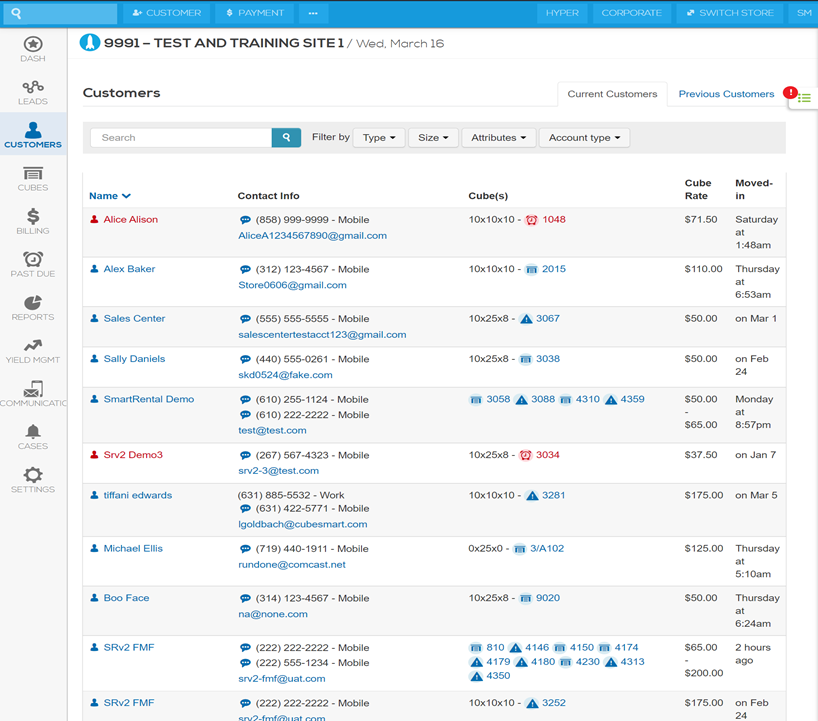 CUSTOMER
$ PAYMENT
...
HYPER
CORPORATE
SWITCH STORE
SM
DASH
LEADS
CUSTOMERS
CUBES
BILLING
PAST DUE
REPORTS
YIELD MGMT
COMMUNICATIC
CASES
SETTINGS
9991 – TEST AND TRAINING SITE 1 / Wed, March 16
Customers
Current Customers
Previous Customers
!
Search
Filter by
Type
Size
Attributes
Account type
Name
Contact Info
Cube(s)
Cube
Rate
Moved-
in
Alice Alison
(858) 999-9999 - Mobile
AliceA1234567890@gmail.com
10x10x10 - 1048
$71.50
Saturday
at
1:48am
Alex Baker
(312) 123-4567 - Mobile
Store0606@gmail.com
10x10x10 - 2015
$110.00
Thursday
at
6:53am
Sales Center
(555) 555-5555 - Mobile
salescentertestacct123@gmail.com
10x25x8 - 3067
$50.00
on Mar 1
Sally Daniels
(440) 555-0261 - Mobile
skd0524@fake.com
10x25x8 - 3038
$50.00
on Feb
24
SmartRental Demo
(610) 255-1124 - Mobile
(610) 222-2222 - Mobile
test@test.com
3058 3088 4310 4359
$50.00
-
$65.00
Monday
at
8:57pm
Srv2 Demo3
(267) 567-4323 - Mobile
srv2-3@test.com
10x25x8 - 3034
$37.50
on Jan 7
tiffani edwards
(631) 885-5532 - Work
(631) 422-5771 - Mobile
lgoldbach@cubesmart.com
10x10x10 - 3281
$175.00
on Mar 5
Michael Ellis
(719) 440-1911 - Mobile
rundone@comcast.net
0x25x0 - 3/A102
$125.00
Thursday
at
5:10am
Boo Face
(314) 123-4567 - Mobile
na@none.com
10x25x8 - 9020
$50.00
Thursday
at
6:24am
SRv2 FMF
(222) 222-2222 - Mobile
(222) 555-1234 - Mobile
srv2-fmf@uat.com
810 4146 4150 4174
4179 4180 4230 4313
4350
$65.00
-
$200.00
2 hours
ago
SRv2 FMF
(222) 222-2222 - Mobile
srv2-fmf@uat.com
10x10x10 - 3252
$175.00
on Feb
24